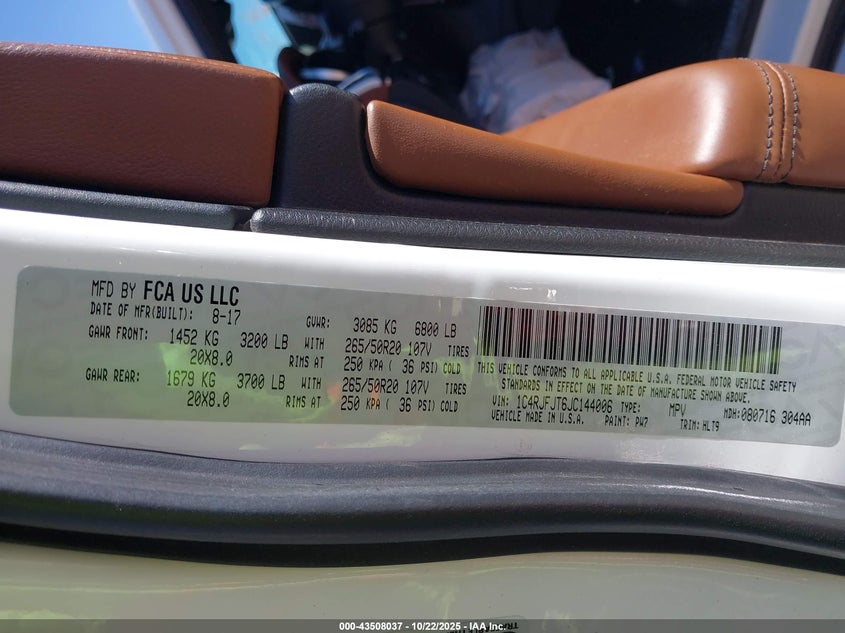 MFD BY FCA US LLC
DATE OF MFR(BUILT): 8-17 GVWR: 3085 KG 6800 LB
GAWR FRONT: 1452 KG 3200 LB WITH 265/50R20 107V TIRES
20X8.0 RIMS AT 250 KPA ( 36 PSI) COLD
GAWR REAR: 1679 KG 3700 LB WITH 265/50R20 107V TIRES
20X8.0 RIMS AT 250 KPA ( 36 PSI) COLD
THIS VEHICLE CONFORMS TO ALL APPLICABLE U.S.A. FEDERAL MOTOR VEHICLE SAFETY
STANDARDS IN EFFECT ON THE DATE OF MANUFACTURE SHOWN ABOVE.
VIN: 1C4RJFJT6JC144006 TYPE: MPV MDH: 080716 304AA
VEHICLE MADE IN U.S.A. PAINT: PW7 TRIM: HLT9
000-43508037 | 10/22/2025 | IAA Inc.